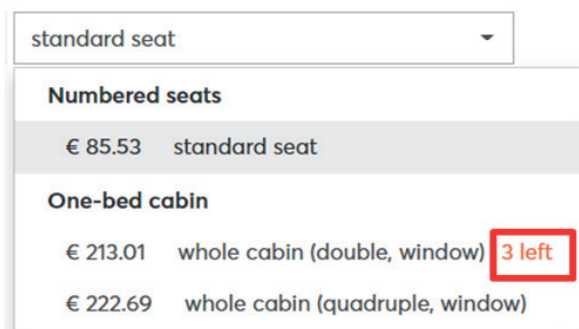 standard seat
Numbered seats
€ 85.53 standard seat
One-bed cabin
€ 213.01 whole cabin (double, window) 3 left
€ 222.69 whole cabin (quadruple, window)